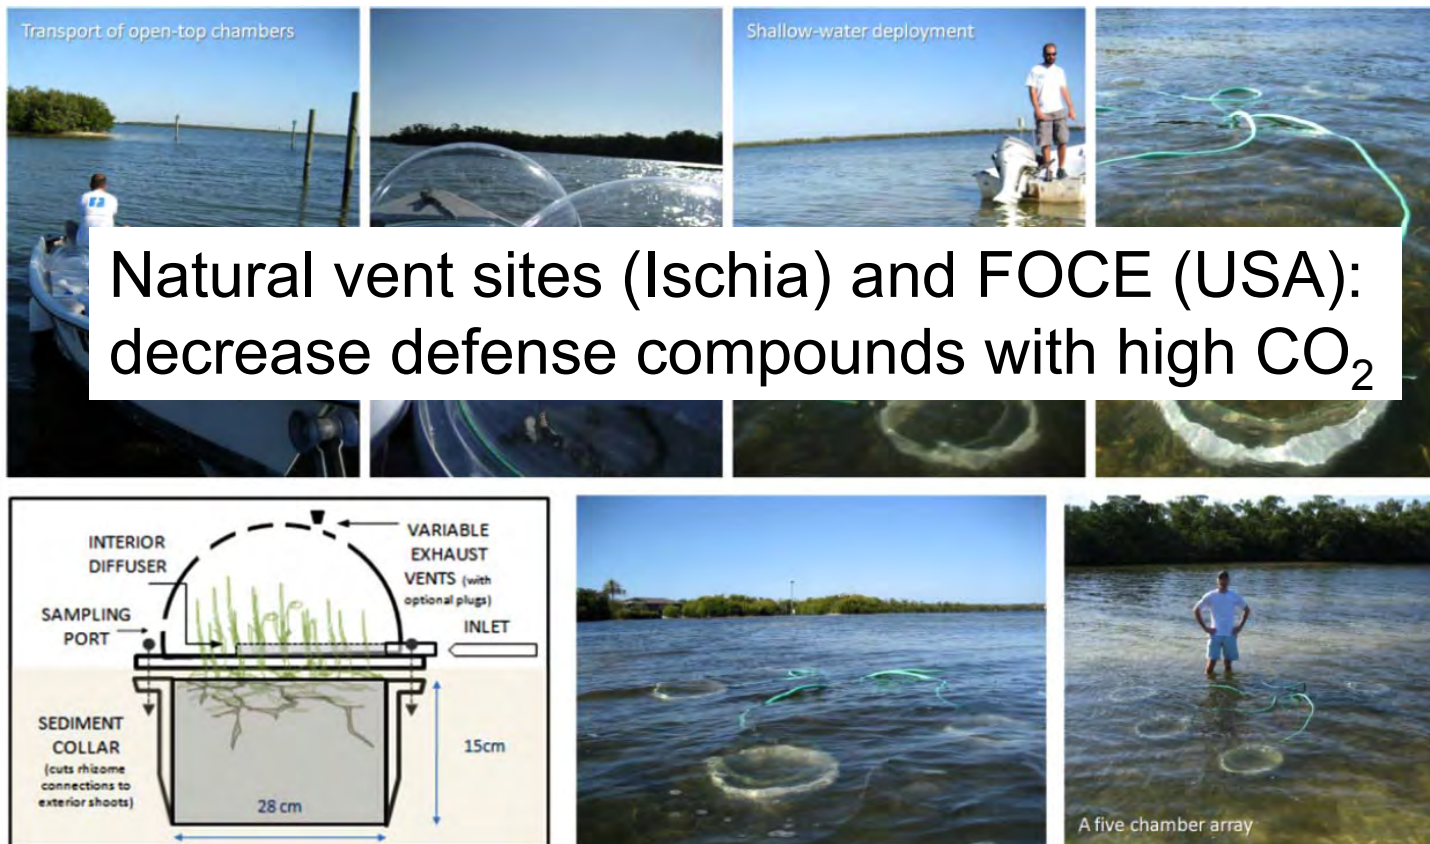 Transport of open-top chambers
Shallow-water deployment
Natural vent sites (Ischia) and FOCE (USA):
decrease defense compounds with high CO₂
INTERIOR
DIFFUSER
SAMPLING
PORT
VARIABLE
EXHAUST
VENTS (with
optional plugs)
INLET
SEDIMENT
COLLAR
(cuts rhizome
connections to
exterior shoots)
15cm
28 cm
A five chamber array